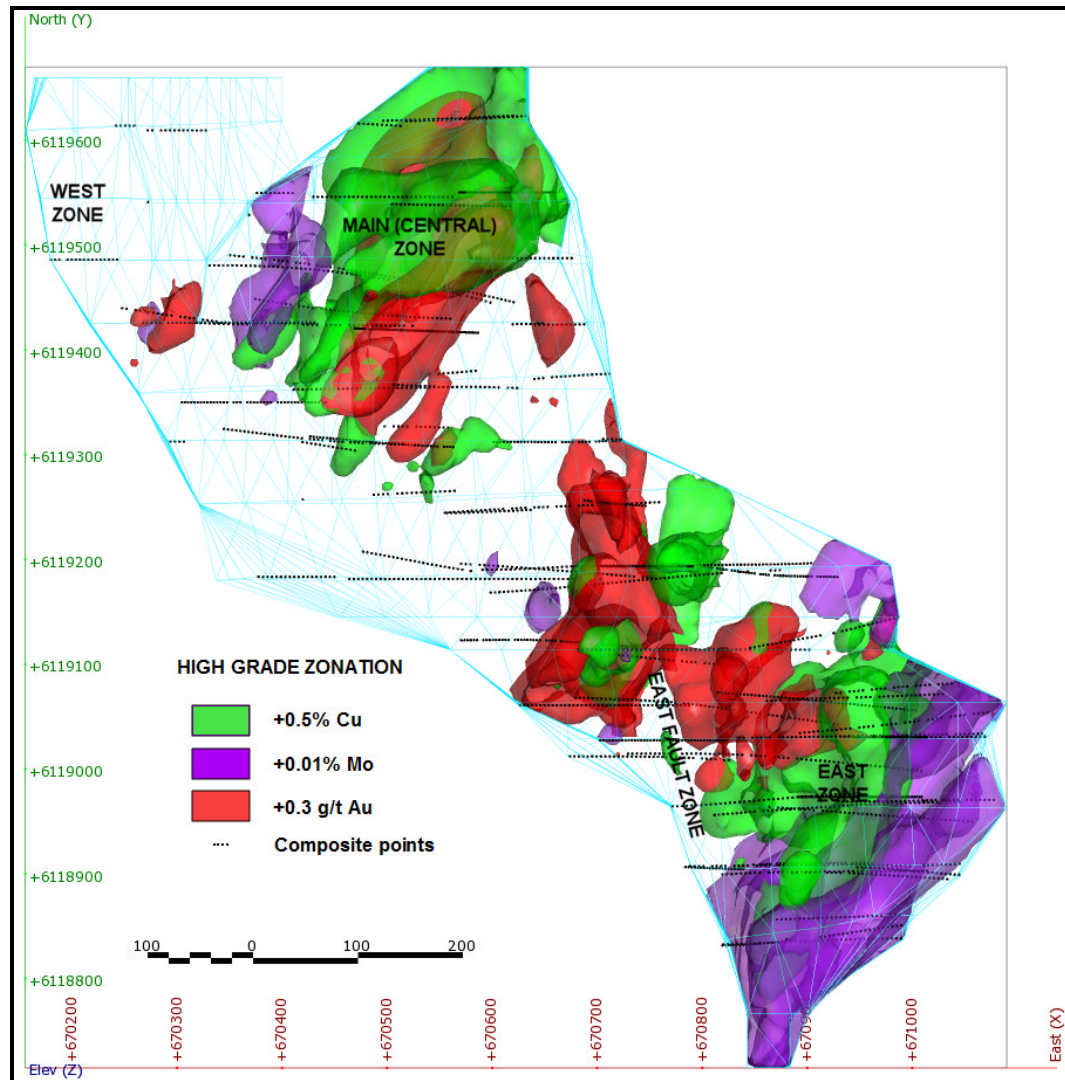 North (Y)
+6119600
WEST
ZONE
MAIN (CENTRAL)
ZONE
+6119500
+6119400
+6119300
+6119200
+6119100
HIGH GRADE ZONATION
+0.5% Cu
+0.01% Mo
+0.3 g/t Au
Composite points
EAST FAULT ZONE
EAST
ZONE
+6119000
+6118900
100 0 100 200
+6118800
+670200
+670300
+670400
+670500
+670600
+670700
+670800
+670900
+671000
East (X)
Elev (Z)